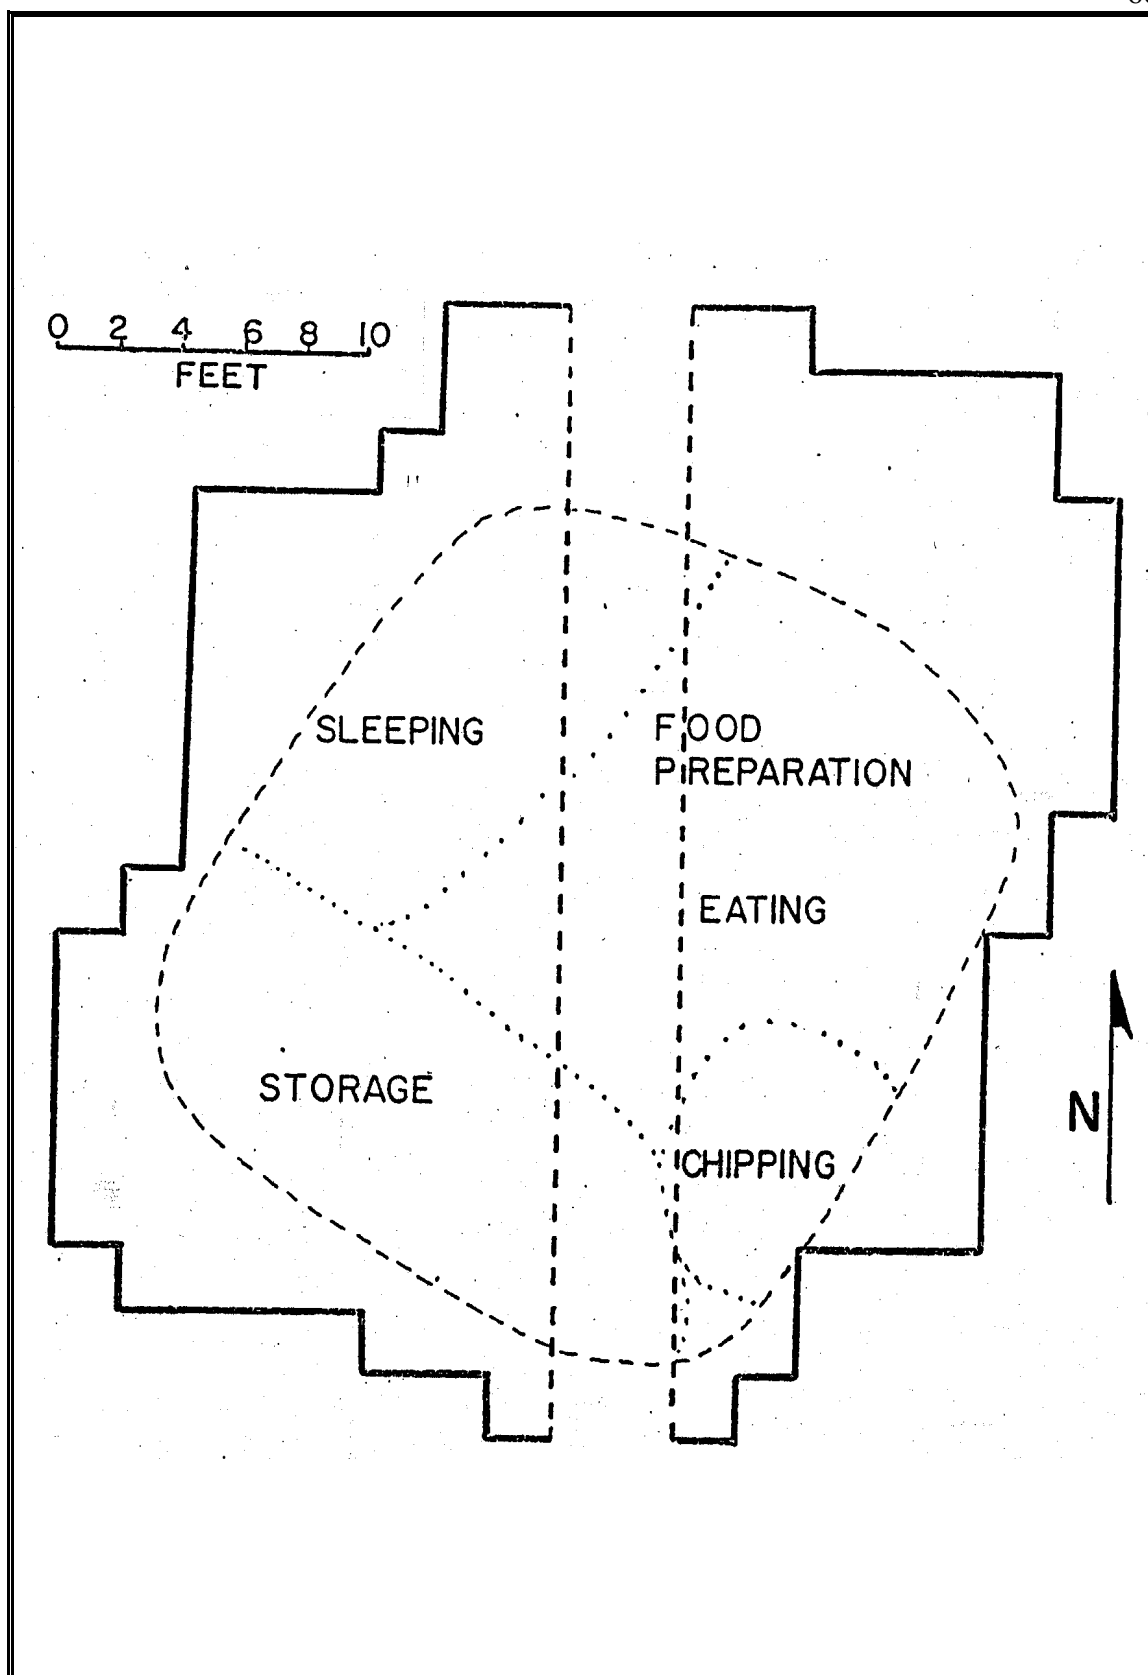 0 2 4 6 8 10
FEET
SLEEPING
FOOD
PREPARATION
EATING
STORAGE
N
CHIPPING